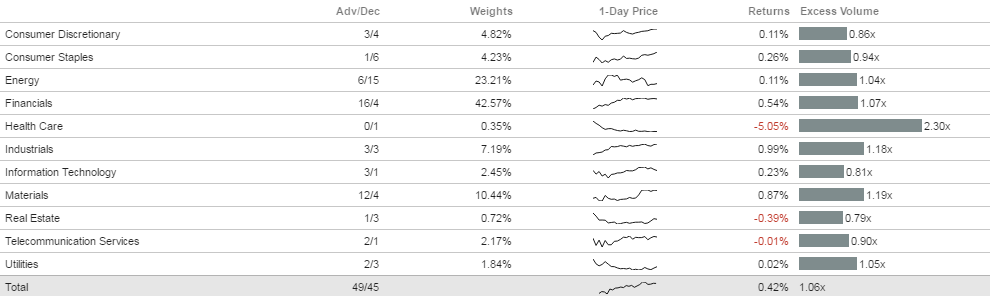 Adv/Dec Weights 1-Day Price Returns Excess Volume
Consumer Discretionary 3/4 4.82% 0.11% 0.86x
Consumer Staples 1/6 4.23% 0.26% 0.94x
Energy 6/15 23.21% 0.11% 1.04x
Financials 16/4 42.57% 0.54% 1.07x
Health Care 0/1 0.35% -5.05% 2.30x
Industrials 3/3 7.19% 0.99% 1.18x
Information Technology 3/1 2.45% 0.23% 0.81x
Materials 12/4 10.44% 0.87% 1.19x
Real Estate 1/3 0.72% -0.39% 0.79x
Telecommunication Services 2/1 2.17% -0.01% 0.90x
Utilities 2/3 1.84% 0.02% 1.05x
Total 49/45 0.42% 1.06x